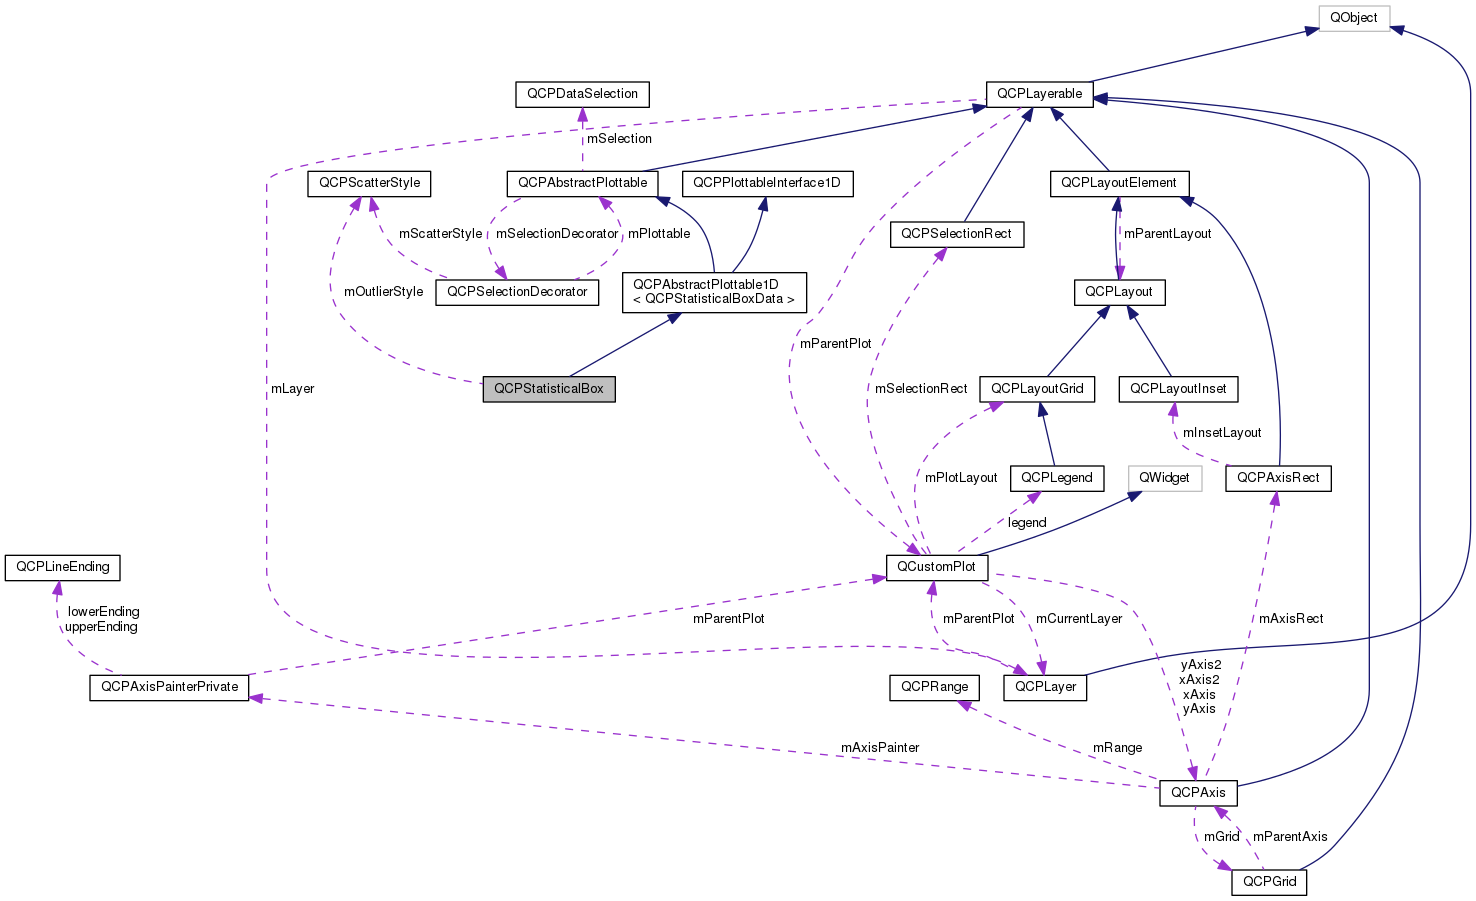 QObject
QCPDataSelection
QCPLayerable
mSelection
QCPScatterStyle
QCPAbstractPlottable
QCPPlottableInterface1D
QCPLayoutElement
mScatterStyle
mSelectionDecorator
mPlottable
QCPSelectionRect
mParentLayout
mOutlierStyle
QCPSelectionDecorator
QCPAbstractPlottable1D
< QCPStatisticalBoxData >
QCPLayout
mParentPlot
mLayer
QCPStatisticalBox
mSelectionRect
QCPLayoutGrid
QCPLayoutInset
mInsetLayout
mPlotLayout
QCPLegend
QWidget
QCPAxisRect
legend
QCPLineEnding
QCustomPlot
lowerEnding
upperEnding
mParentPlot
mParentPlot
mCurrentLayer
mAxisRect
yAxis2
xAxis2
xAxis
yAxis
QCPAxisPainterPrivate
QCPRange
QCPLayer
mAxisPainter
mRange
QCPAxis
mGrid
mParentAxis
QCPGrid